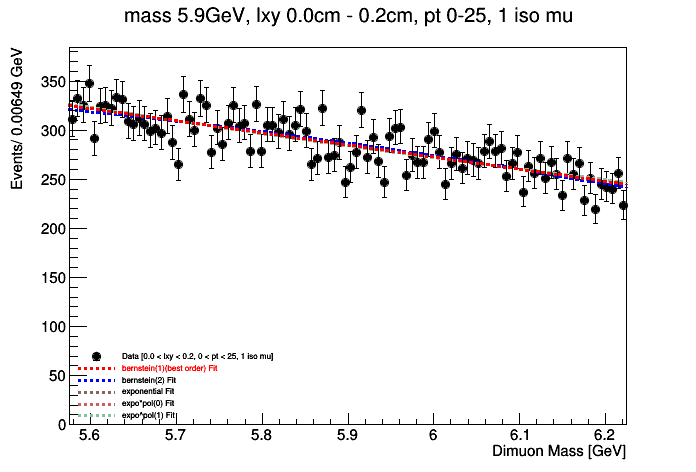 mass 5.9GeV, lxy 0.0cm - 0.2cm, pt 0-25, 1 iso mu
Events/ 0.00649 GeV
350
300
250
200
150
100
50
0
Data [0.0 < lxy < 0.2, 0 < pt < 25, 1 iso mu]
bernstein(1)(best order) Fit
bernstein(2) Fit
exponential Fit
expo*pol(0) Fit
expo*pol(1) Fit
5.6 5.7 5.8 5.9 6 6.1 6.2
Dimuon Mass [GeV]